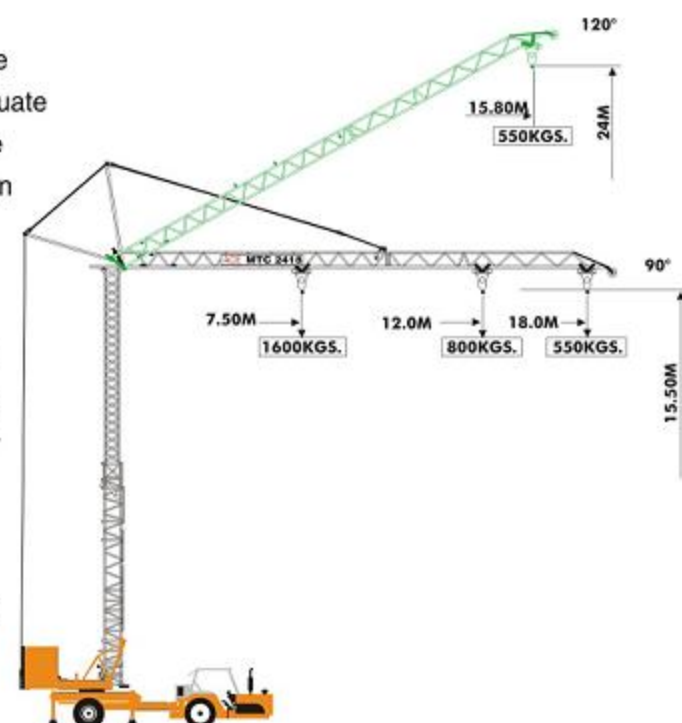 e
uate
e
n
120°
15.80M
550KGS.
24M
MTC 2418
90°
7.50M
12.0M
18.0M
1600KGS.
800KGS.
550KGS.
15.50M